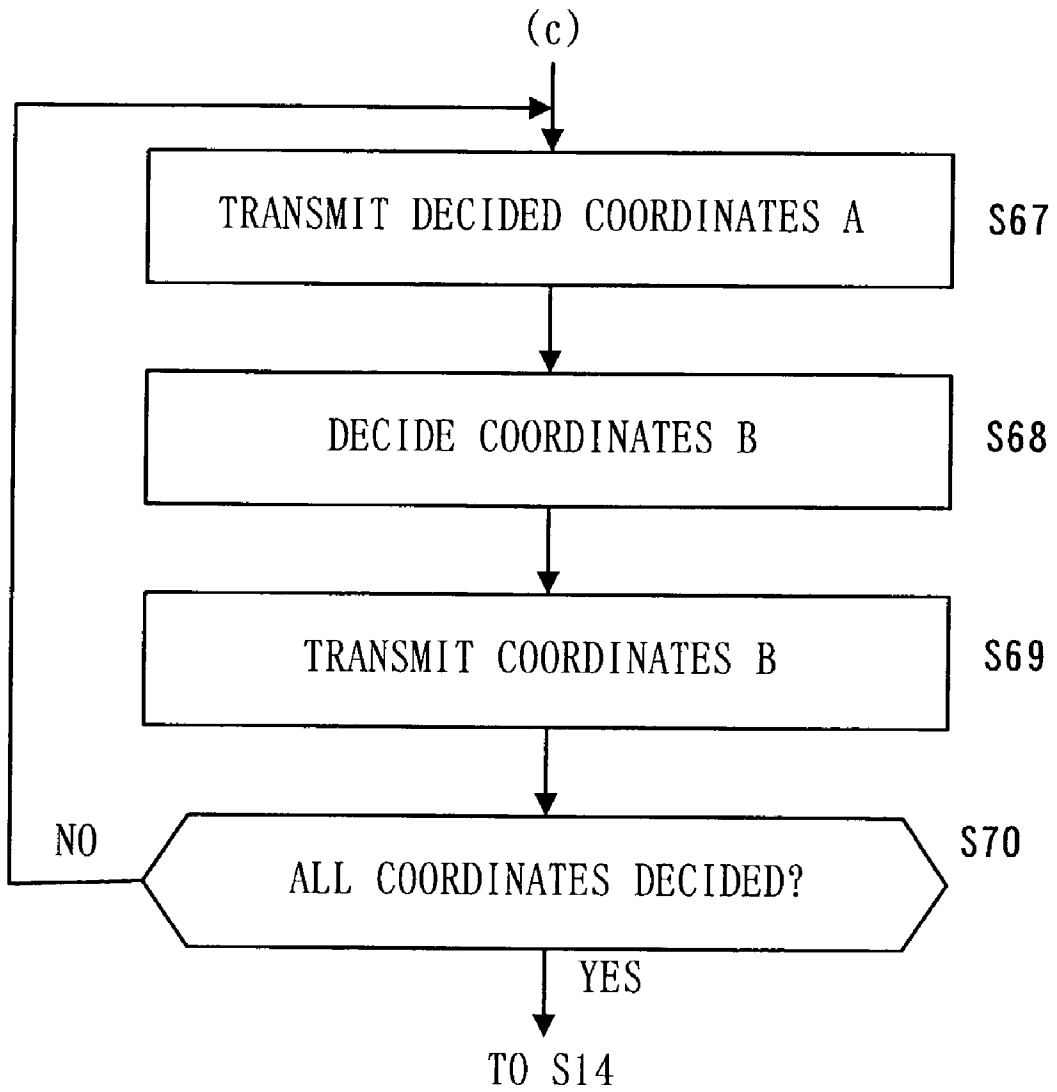 (c)
TRANSMIT DECIDED COORDINATES A
S67
DECIDE COORDINATES B
S68
TRANSMIT COORDINATES B
S69
NO
ALL COORDINATES DECIDED?
S70
YES
TO S14